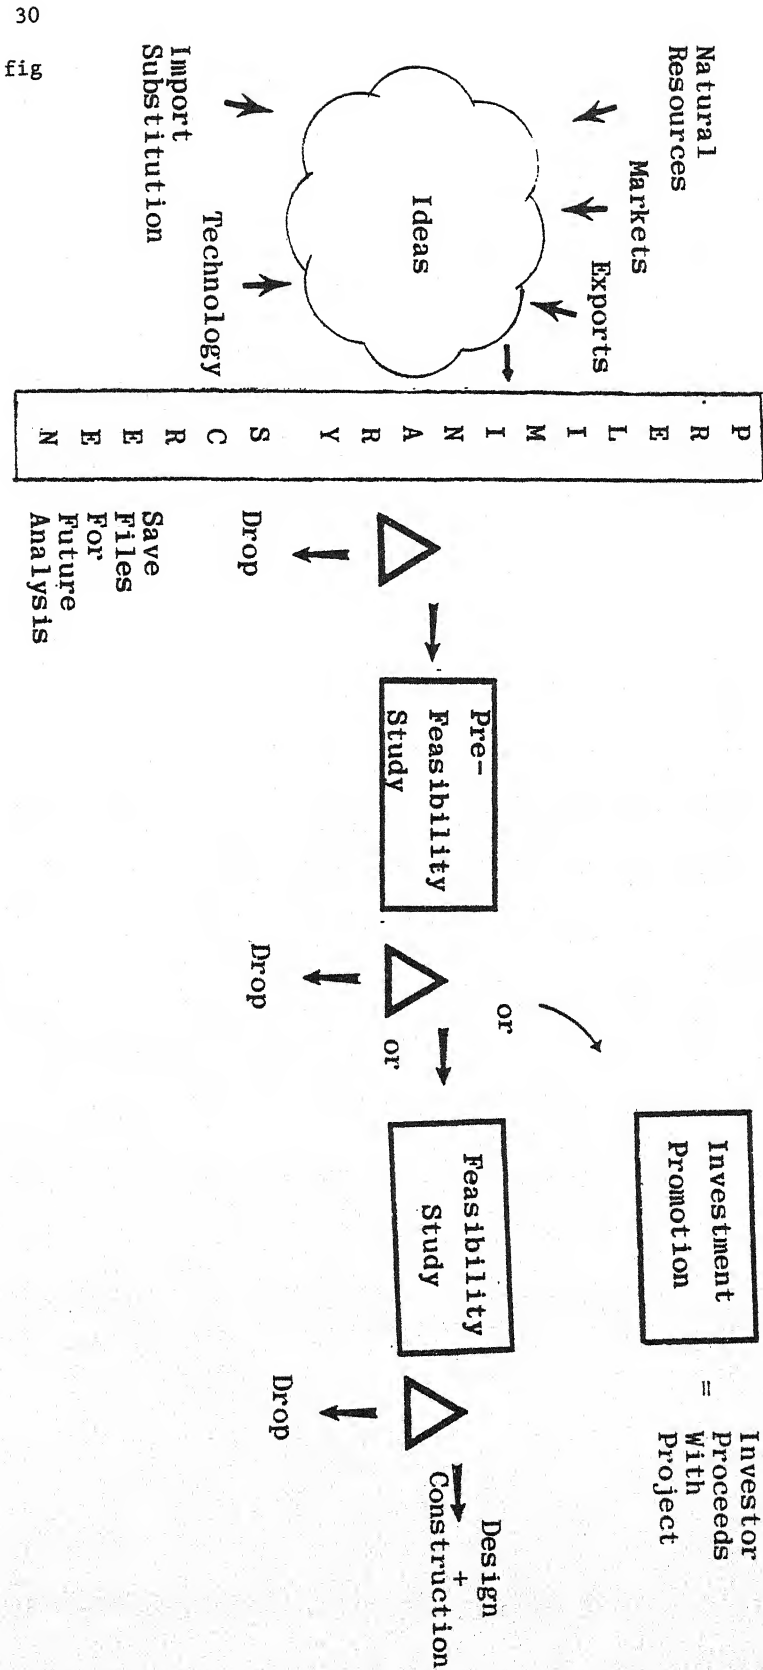 30
fig
Natural
Resources
Markets
Exports
Import
Substitution
Technology
Ideas
PRELIMINARY SCREEN
Drop
Save
Files
For
Future
Analysis
Pre-
Feasibility
Study
Drop
or
or
Investment
Promotion
=
Investor
Proceeds
With
Project
Feasibility
Study
Drop
Design
+
Construction